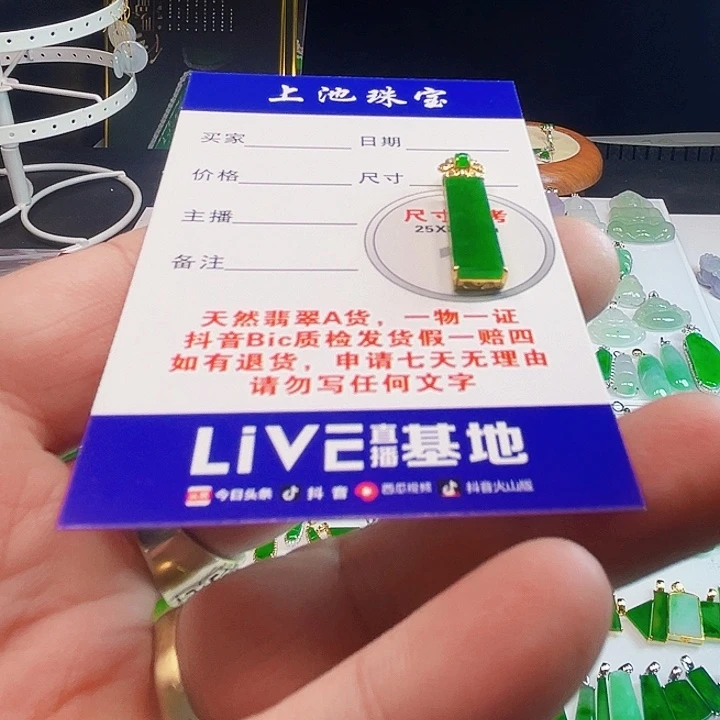 上池珠宝
买家 日期
价格 尺寸
主播
备注
天然翡翠A货，一物一证
抖音Bic质检发货假一赔四
如有退货，申请七天无理由
请勿写任何文字
LiVE直播基地
今日头条 抖音 西瓜视频 抖音火山版